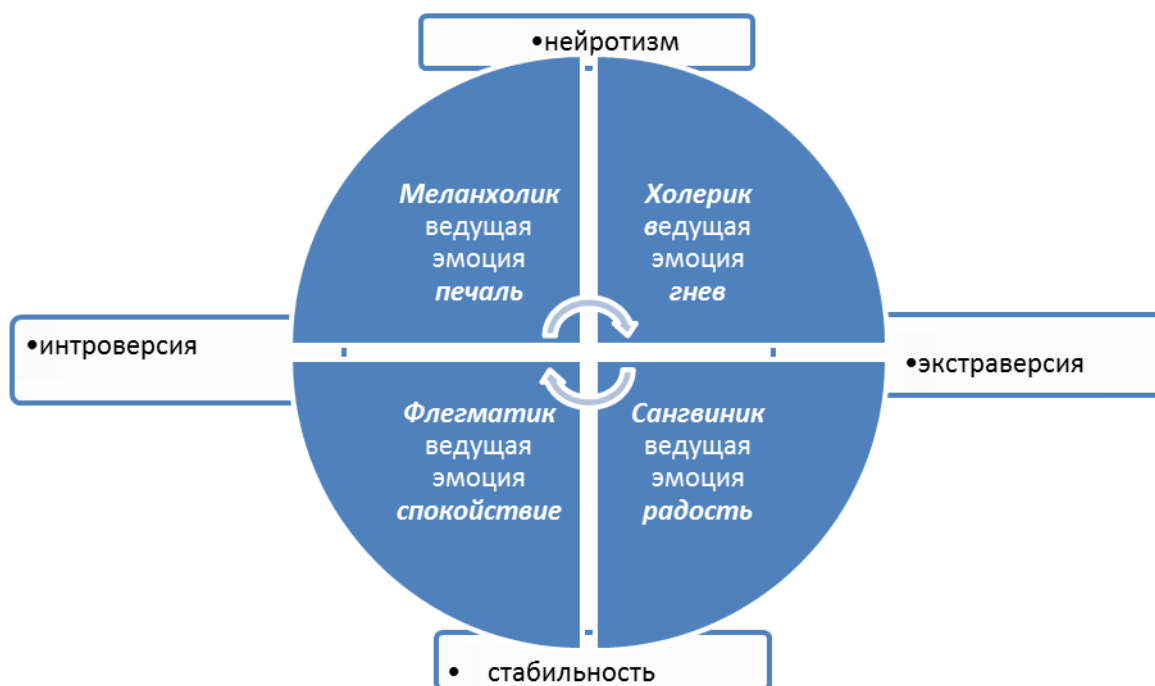 •нейротизм
Меланхолик
ведущая
эмоция
печаль
Холерик
ведущая
эмоция
гнев
•интроверсия
•экстраверсия
Флегматик
ведущая
эмоция
спокойствие
Сангвиник
ведущая
эмоция
радость
• стабильность